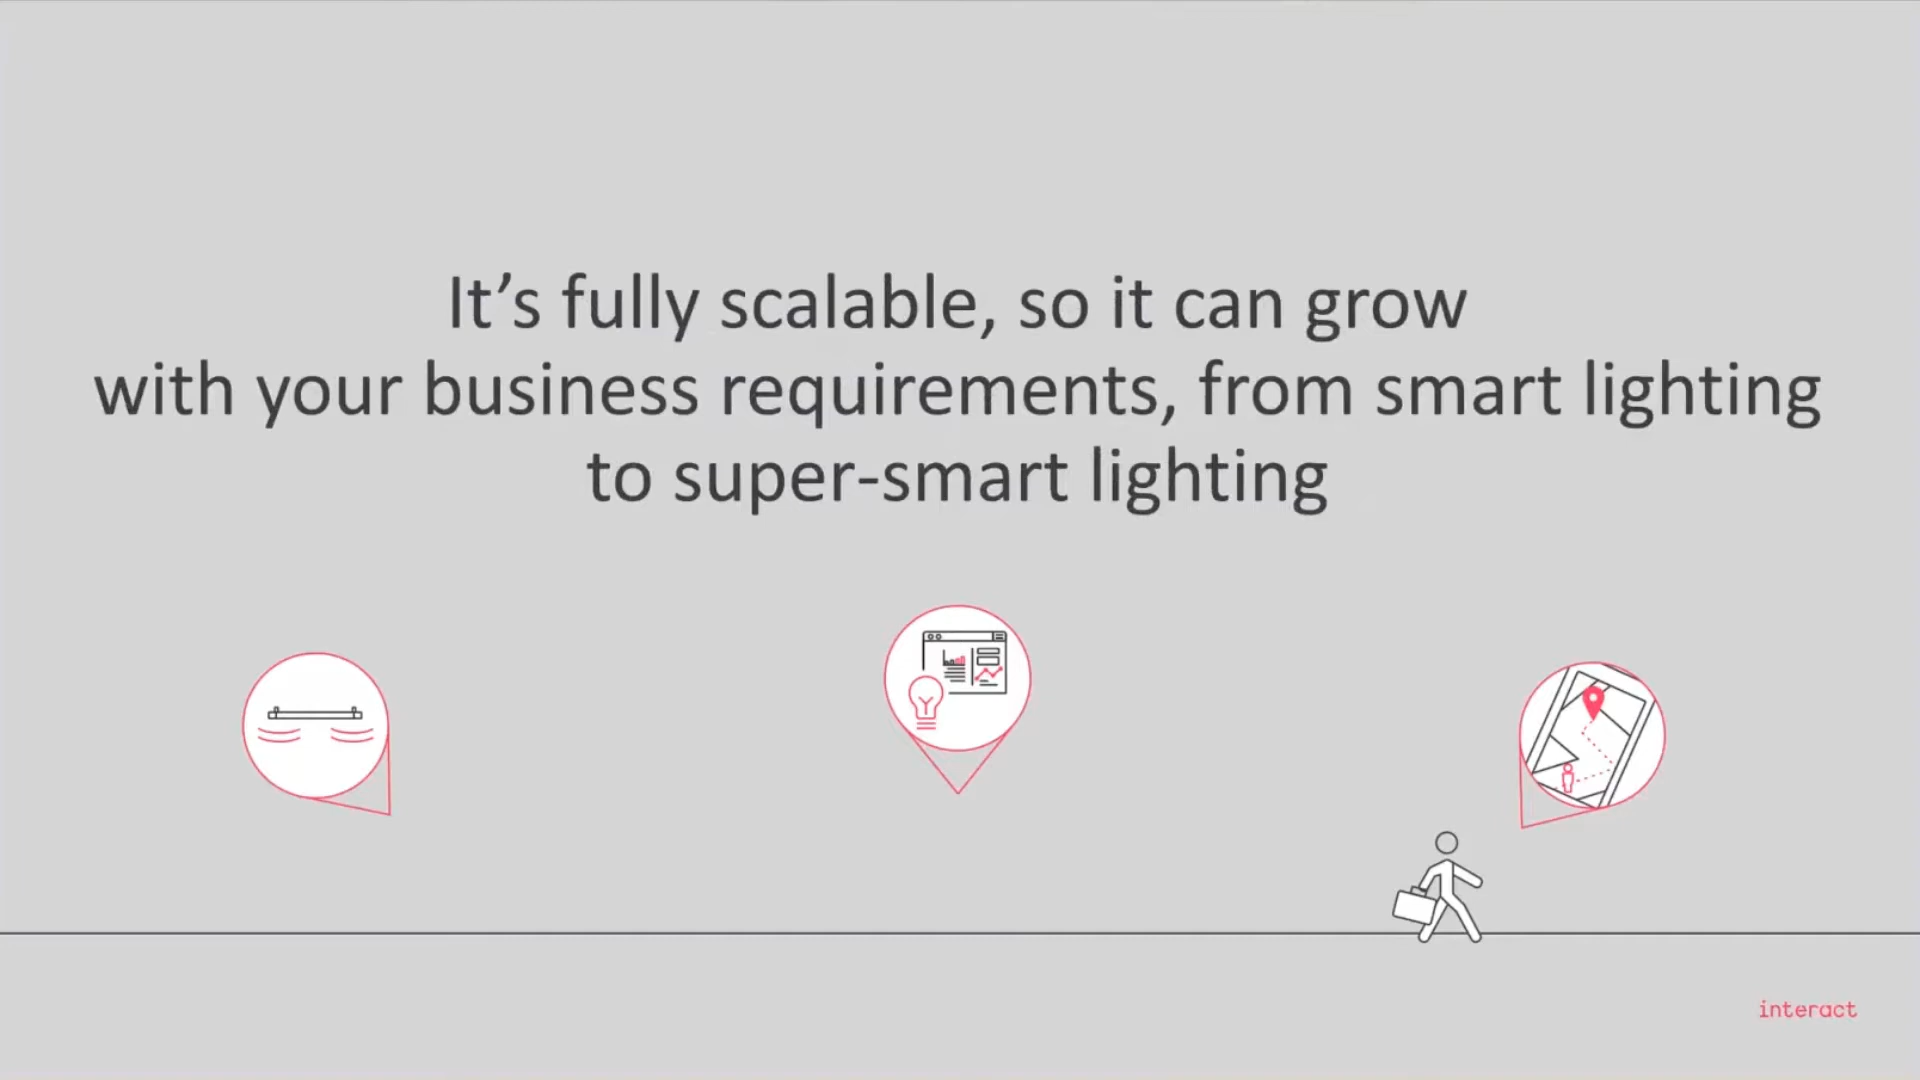 It’s fully scalable, so it can grow
with your business requirements, from smart lighting
to super-smart lighting
interact